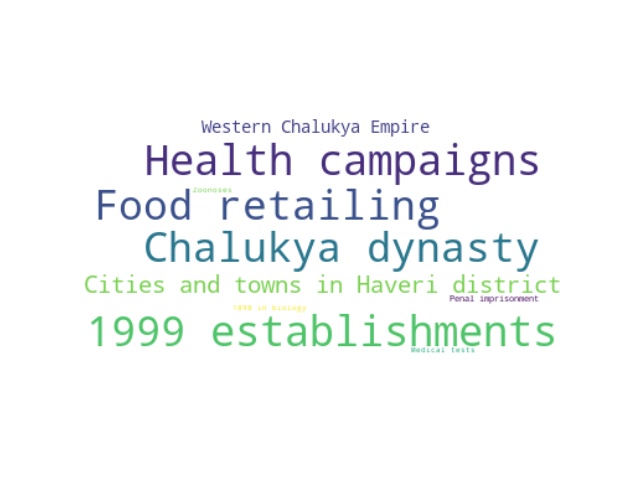 Western Chalukya Empire
Health campaigns
Zoonoses
Food retailing
Chalukya dynasty
Cities and towns in Haveri district
Penal imprisonment
in biology
1999 establishments
Medical tests